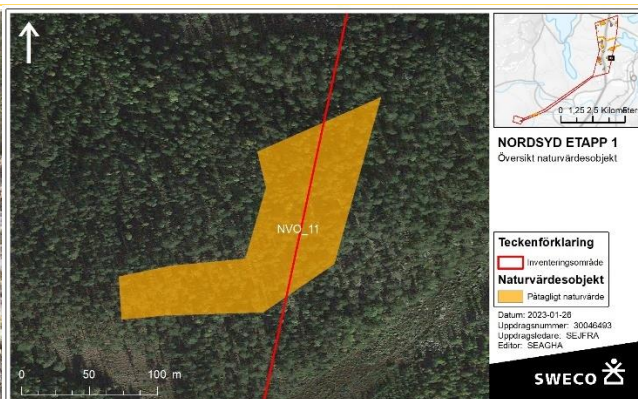 NVO_11
0 50 100 m
0 1,25 2,5 5 Kilometer
NORDSYD ETAPP 1
Översikt naturvärdesobjekt
Teckenförklaring
Inventeringsområde
Naturvärdesobjekt
Påtagligt naturvärde
Datum: 2023-01-26
Uppdragsnummer: 30046493
Uppdragsledare: SEJFRA
Editor: SEAGHA
SWECO